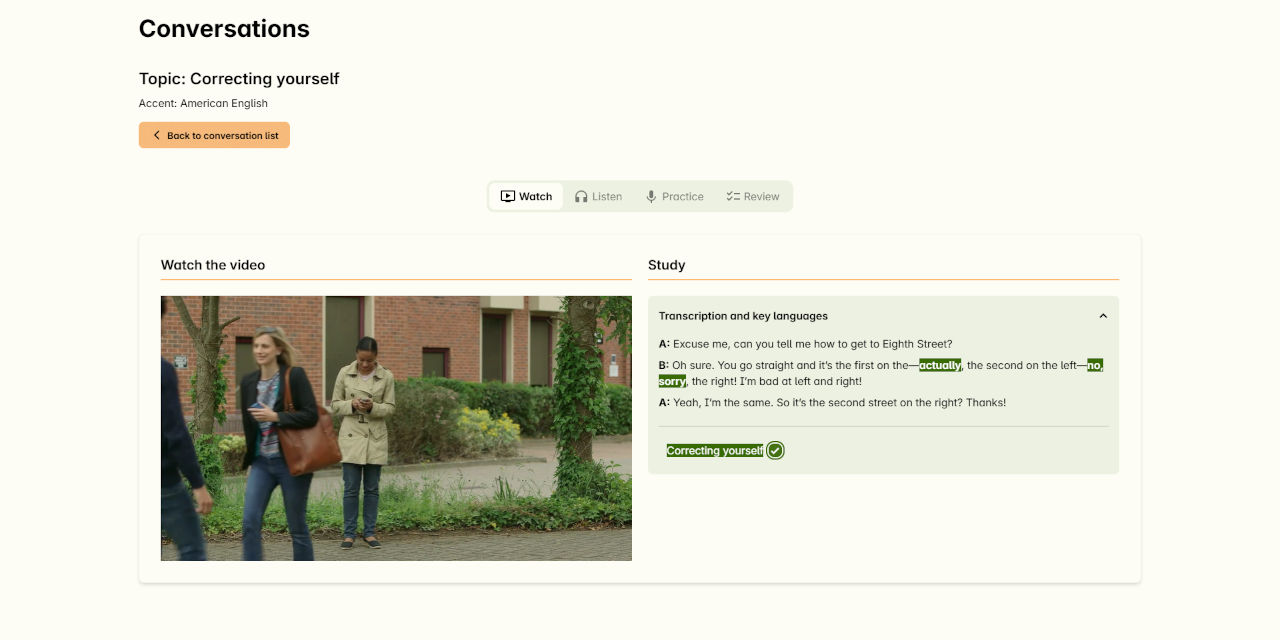 Conversations
Topic: Correcting yourself
Accent: American English
Back to conversation list
Watch
Listen
Practice
Review
Watch the video
Study
Transcription and key languages
A: Excuse me, can you tell me how to get to Eighth Street?
B: Oh sure. You go straight and it's the first on the—actually, the second on the left—no,
sorry, the right! I'm bad at left and right!
A: Yeah, I'm the same. So it's the second street on the right? Thanks!
Correcting yourself